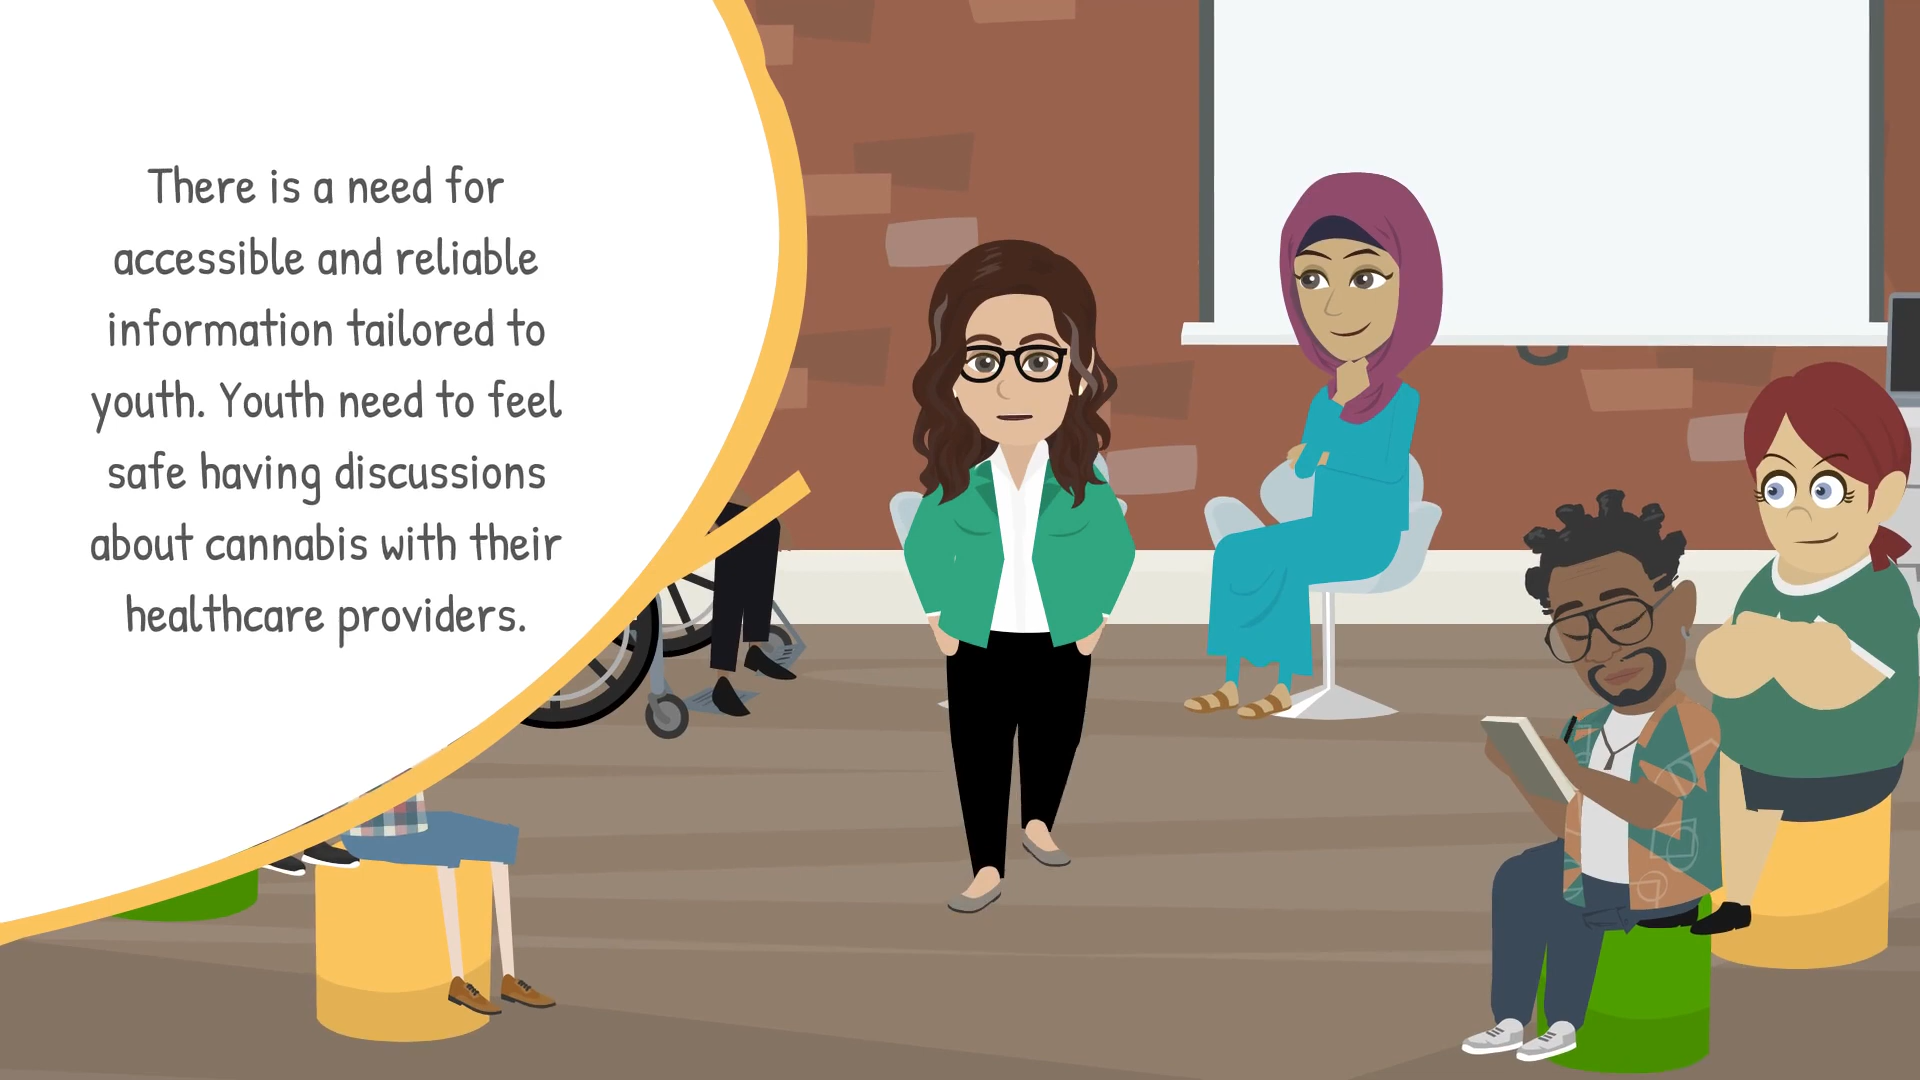 There is a need for
accessible and reliable
information tailored to
youth. Youth need to feel
safe having discussions
about cannabis with their
healthcare providers.